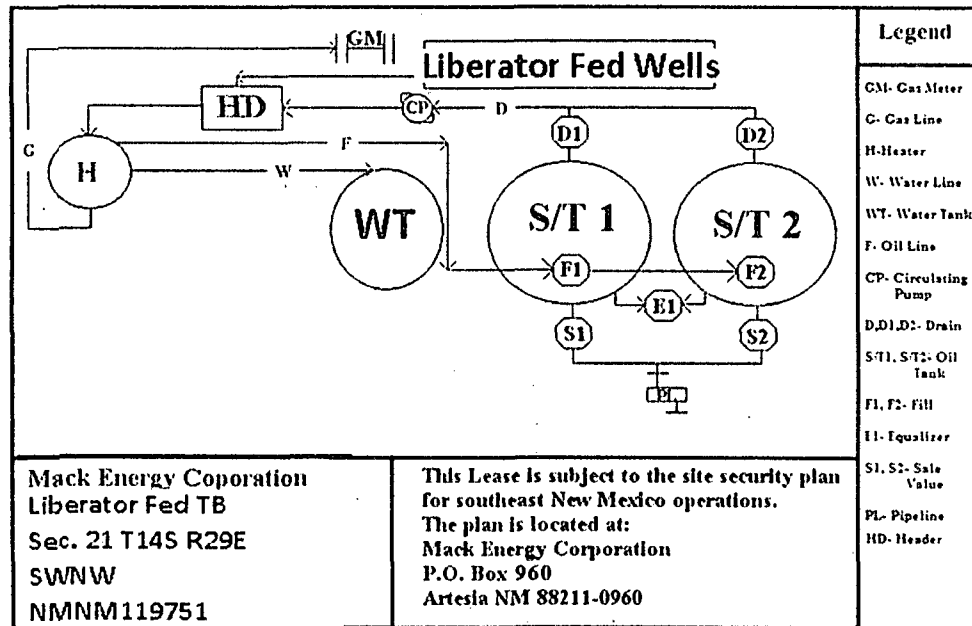 GM
Liberator Fed Wells
HD
CP
D
D1
D2
G
H
F
W
WT
S/T 1
S/T 2
F1
F2
E1
S1
S2
Legend
GM- Gas Meter
G- Gas Line
H-Heater
W- Water Line
WT- Water Tank
F- Oil Line
CP- Circulating
Pump
D,D1,D2- Drain
S/T1, S/T2- Oil
Tank
F1, F2- Fill
E1- Equalizer
S1, S2- Sale
Value
PL- Pipeline
HD- Header
Mack Energy Coporation
Liberator Fed TB
Sec. 21 T14S R29E
SWNW
NMNM119751
This Lease is subject to the site security plan
for southeast New Mexico operations.
The plan is located at:
Mack Energy Corporation
P.O. Box 960
Artesia NM 88211-0960